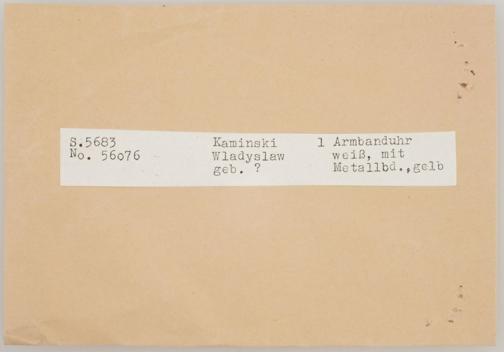 S.5683
No. 56076
Kaminski
Wladyslaw
geb. ?
1 Armbanduhr
weiß, mit
Metallbd.,gelb